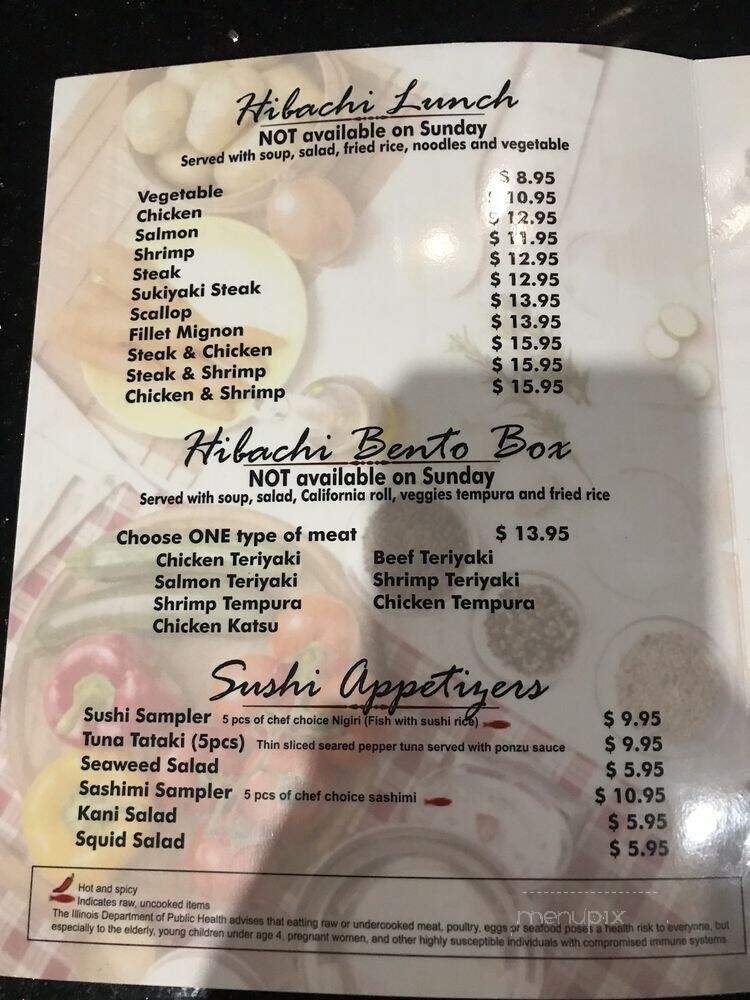 Hibachi Lunch
NOT available on Sunday
Served with soup, salad, fried rice, noodles and vegetable
Vegetable $ 8.95
Chicken $ 10.95
Salmon $ 12.95
Shrimp $ 11.95
Steak $ 12.95
Sukiyaki Steak $ 12.95
Scallop $ 13.95
Fillet Mignon $ 13.95
Steak & Chicken $ 15.95
Steak & Shrimp $ 15.95
Chicken & Shrimp $ 15.95
Hibachi Bento Box
NOT available on Sunday
Served with soup, salad, California roll, veggies tempura and fried rice
Choose ONE type of meat $ 13.95
Chicken Teriyaki Beef Teriyaki
Salmon Teriyaki Shrimp Teriyaki
Shrimp Tempura Chicken Tempura
Chicken Katsu
Sushi Appetizers
Sushi Sampler 5 pcs of chef choice Nigiri (Fish with sushi rice) $ 9.95
Tuna Tataki (5pcs) Thin sliced seared pepper tuna served with ponzu sauce $ 9.95
Seaweed Salad $ 5.95
Sashimi Sampler 5 pcs of chef choice sashimi $ 10.95
Kani Salad $ 5.95
Squid Salad $ 5.95
Hot and spicy
Indicates raw, uncooked items
The Illinois Department of Public Health advises that eatting raw or undercooked meat, poultry, eggs or seafood poses a health risk to everyone, but
especially to the elderly, young children under age 4, pregnant women, and other highly susceptible individuals with compromised immune systems
menupix